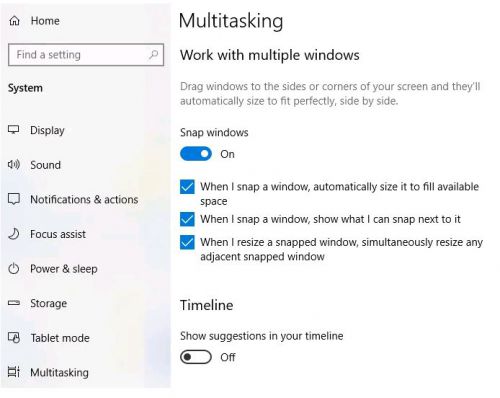 Home
Find a setting
System
Display
Sound
Notifications & actions
Focus assist
Power & sleep
Storage
Tablet mode
Multitasking
Multitasking
Work with multiple windows
Drag windows to the sides or corners of your screen and they'll
automatically size to fit perfectly, side by side.
Snap windows
On
When I snap a window, automatically size it to fill available
space
When I snap a window, show what I can snap next to it
When I resize a snapped window, simultaneously resize any
adjacent snapped window
Timeline
Show suggestions in your timeline
Off